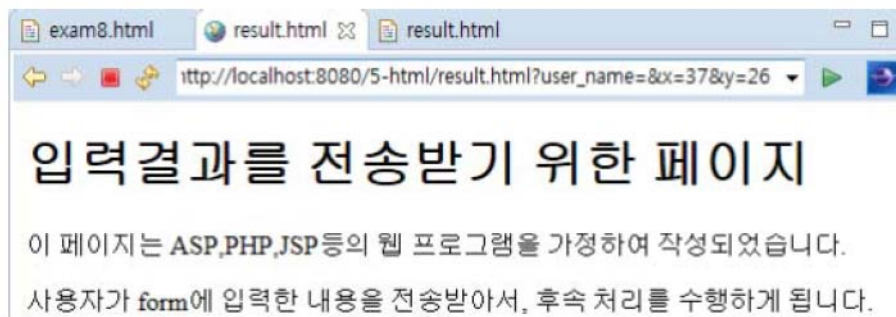 exam8.html result.html result.html
ttp://localhost:8080/5-html/result.html?user_name=&x=37&y=26
입력결과를 전송받기 위한 페이지
이 페이지는 ASP,PHP,JSP등의 웹 프로그램을 가정하여 작성되었습니다.
사용자가 form에 입력한 내용을 전송받아서, 후속 처리를 수행하게 됩니다.